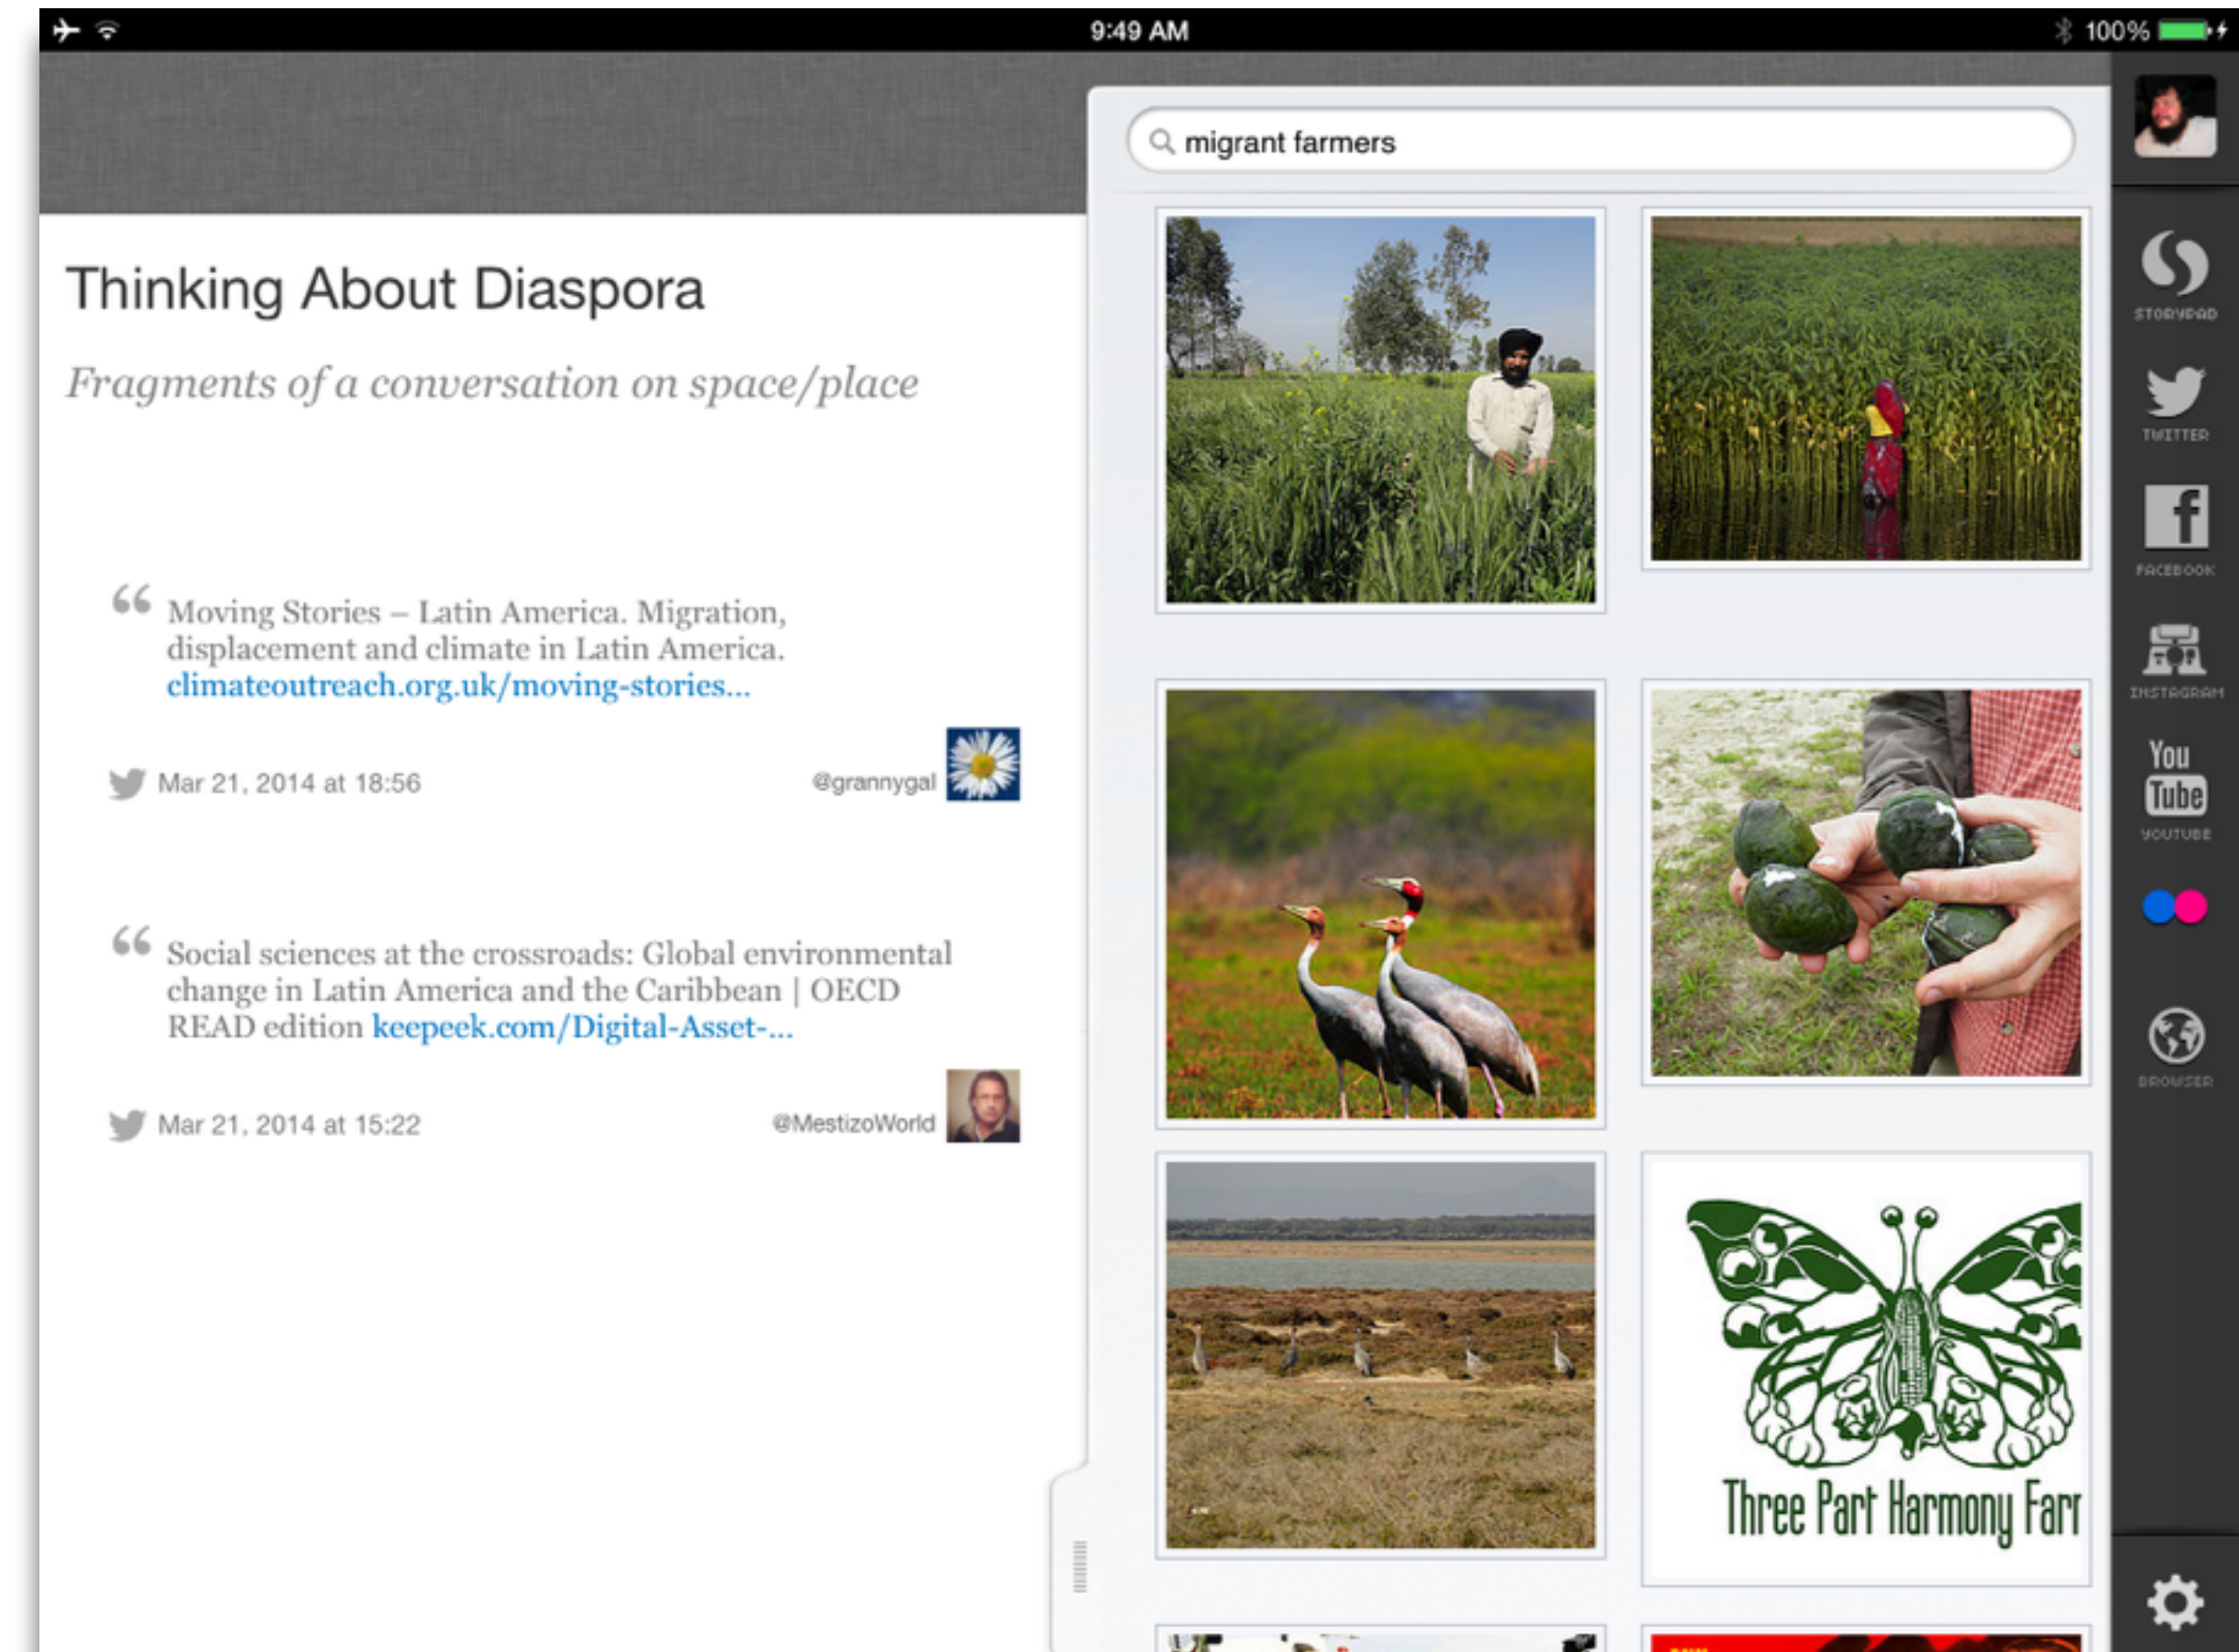 9:49 AM
100%
migrant farmers
Thinking About Diaspora
Fragments of a conversation on space/place
“ Moving Stories – Latin America. Migration,
displacement and climate in Latin America.
climateoutreach.org.uk/moving-stories...
Mar 21, 2014 at 18:56
@grannygal
“ Social sciences at the crossroads: Global environmental
change in Latin America and the Caribbean | OECD
READ edition keepeek.com/Digital-Asset-...
Mar 21, 2014 at 15:22
@MestizoWorld
Three Part Harmony Farm
STORYPAD
TWITTER
f
FACEBOOK
INSTAGRAM
You
Tube
YOUTUBE
BROWSER